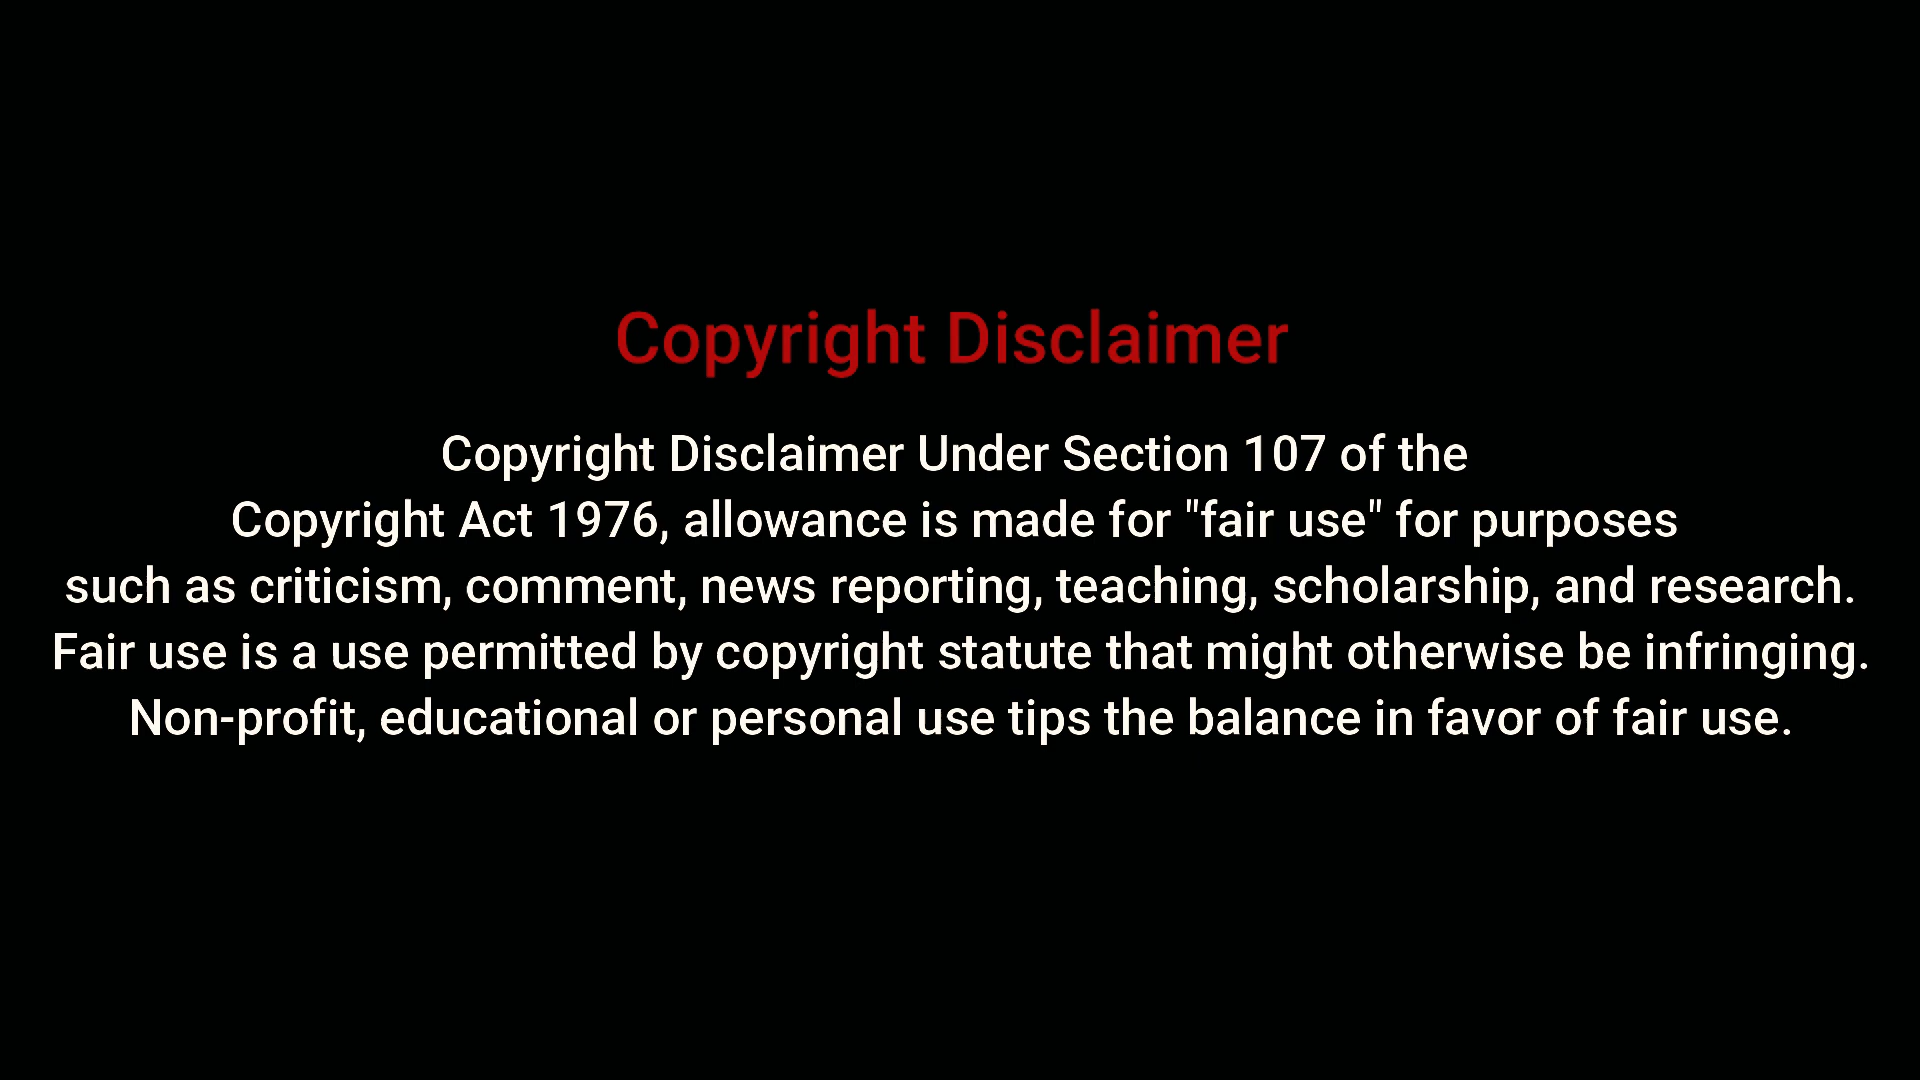 Copyright Disclaimer
Copyright Disclaimer Under Section 107 of the
Copyright Act 1976, allowance is made for "fair use" for purposes
such as criticism, comment, news reporting, teaching, scholarship, and research.
Fair use is a use permitted by copyright statute that might otherwise be infringing.
Non-profit, educational or personal use tips the balance in favor of fair use.